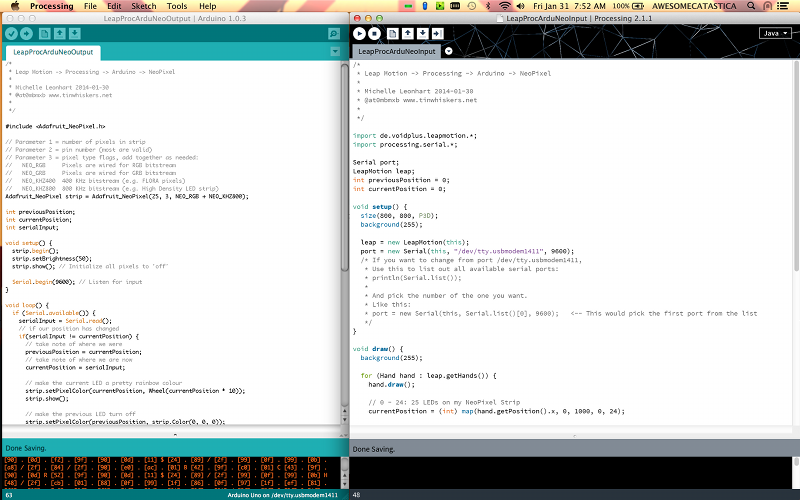 Processing File Edit Sketch Tools Help
Fri Jan 31 7:52 AM 100% AWESOMECATASTICA
LeapProcArduNeoOutput | Arduino 1.0.3
LeapProcArduNeoOutput
/*
* Leap Motion -> Processing -> Arduino -> NeoPixel
*
* Michelle Leonhart 2014-01-30
* @at0mbmxb www.tinwhiskers.net
*
*/
#include <Adafruit_NeoPixel.h>
// Parameter 1 = number of pixels in strip
// Parameter 2 = pin number (most are valid)
// Parameter 3 = pixel type flags, add together as needed:
// NEO_RGB Pixels are wired for RGB bitstream
// NEO_GRB Pixels are wired for GRB bitstream
// NEO_KHZ400 400 KHz bitstream (e.g. FLORA pixels)
// NEO_KHZ800 800 KHz bitstream (e.g. High Density LED strip)
Adafruit_NeoPixel strip = Adafruit_NeoPixel(25, 3, NEO_RGB + NEO_KHZ800);
int previousPosition;
int currentPosition;
int serialInput;
void setup() {
strip.begin();
strip.setBrightness(50);
strip.show(); // Initialize all pixels to 'off'
Serial.begin(9600); // Listen for input
}
void loop() {
if (Serial.available()) {
serialInput = Serial.read();
// if our position has changed
if(serialInput != currentPosition) {
// take note of where we were
previousPosition = currentPosition;
// take note of where we are now
currentPosition = serialInput;
// make the current LED a pretty rainbow colour
strip.setPixelColor(currentPosition, Wheel(currentPosition * 10));
strip.show();
// make the previous LED turn off
strip.setPixelColor(previousPosition, strip.Color(0, 0, 0));
Done Saving.
63
Arduino Uno on /dev/tty.usbmodem1411
LeapProcArduNeoInput | Processing 2.1.1
Java
LeapProcArduNeoInput
/*
* Leap Motion -> Processing -> Arduino -> NeoPixel
*
* Michelle Leonhart 2014-01-30
* @at0mbmxb www.tinwhiskers.net
*
*/
import de.voidplus.leapmotion.*;
import processing.serial.*;
Serial port;
LeapMotion leap;
int previousPosition = 0;
int currentPosition = 0;
void setup() {
size(800, 800, P3D);
background(255);
leap = new LeapMotion(this);
port = new Serial(this, "/dev/tty.usbmodem1411", 9600);
/* If you want to change from port /dev/tty.usbmodem1411,
* Use this to list out all available serial ports:
* println(Serial.list());
*
* And pick the number of the one you want.
* Like this:
* port = new Serial(this, Serial.list()[0], 9600); <-- This would pick the first port from the list
*/
}
void draw() {
background(255);
for (Hand hand : leap.getHands()) {
hand.draw();
// 0 - 24: 25 LEDs on my NeoPixel Strip
currentPosition = (int) map(hand.getPosition().x, 0, 1000, 0, 24);
Done Saving.
48